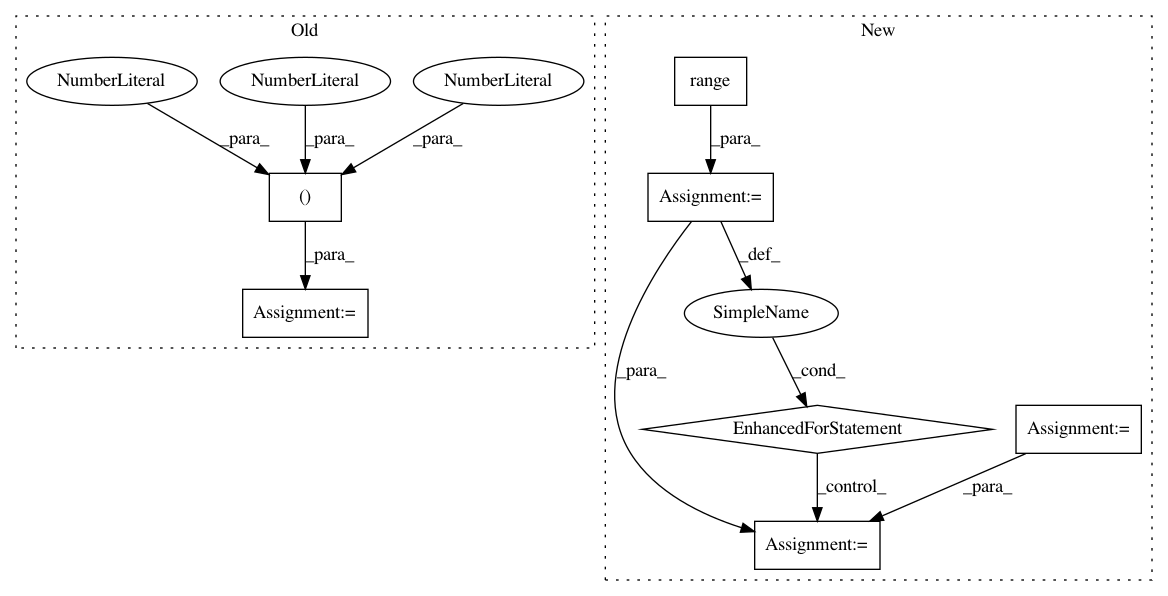 Old
New
NumberLiteral
NumberLiteral
NumberLiteral
range
_para_
_para_
_para_
_para_
()
Assignment:=
_para_
_def_
Assignment:=
SimpleName
_para_
_cond_
EnhancedForStatement
Assignment:=
_control_
_para_
Assignment:=